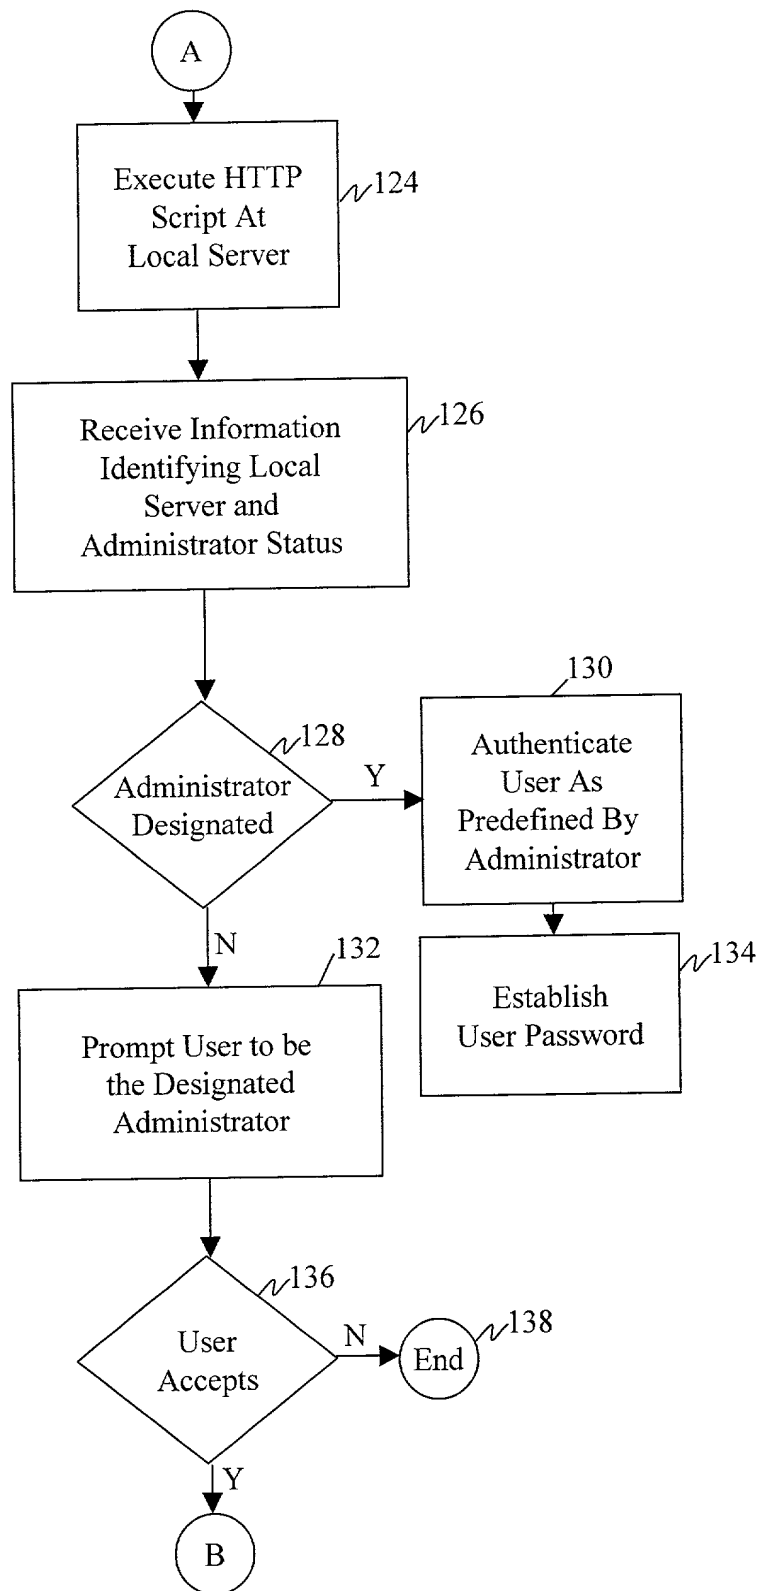 A
Execute HTTP
Script At
Local Server
124
Receive Information
Identifying Local
Server and
Administrator Status
126
Administrator
Designated
128
Y
130
Authenticate
User As
Predefined By
Administrator
N
132
134
Establish
User Password
Prompt User to be
the Designated
Administrator
136
User
Accepts
N
138
End
Y
B